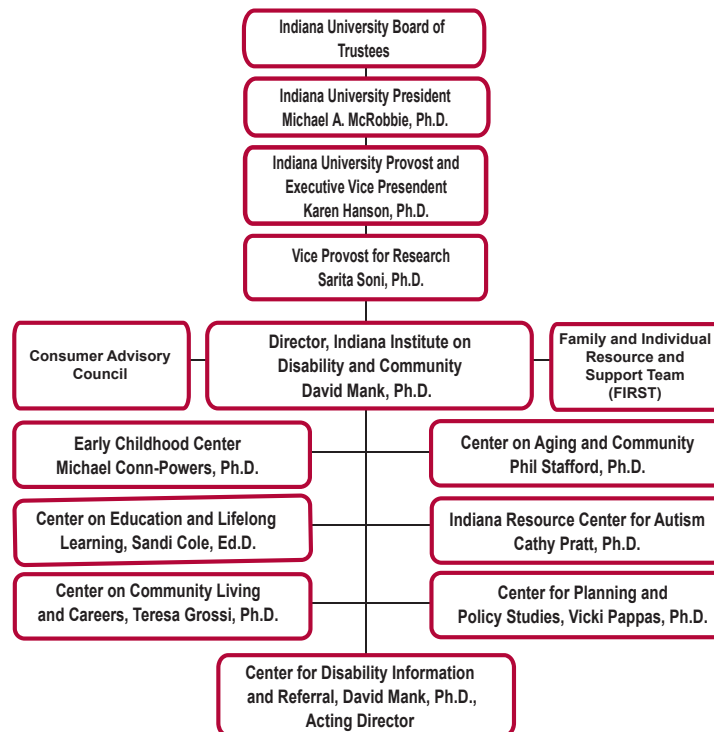 Indiana University Board of
Trustees
Indiana University President
Michael A. McRobbie, Ph.D.
Indiana University Provost and
Executive Vice Presendent
Karen Hanson, Ph.D.
Vice Provost for Research
Sarita Soni, Ph.D.
Consumer Advisory
Council
Director, Indiana Institute on
Disability and Community
David Mank, Ph.D.
Family and Individual
Resource and
Support Team
(FIRST)
Early Childhood Center
Michael Conn-Powers, Ph.D.
Center on Aging and Community
Phil Stafford, Ph.D.
Center on Education and Lifelong
Learning, Sandi Cole, Ed.D.
Indiana Resource Center for Autism
Cathy Pratt, Ph.D.
Center on Community Living
and Careers, Teresa Grossi, Ph.D.
Center for Planning and
Policy Studies, Vicki Pappas, Ph.D.
Center for Disability Information
and Referral, David Mank, Ph.D.,
Acting Director